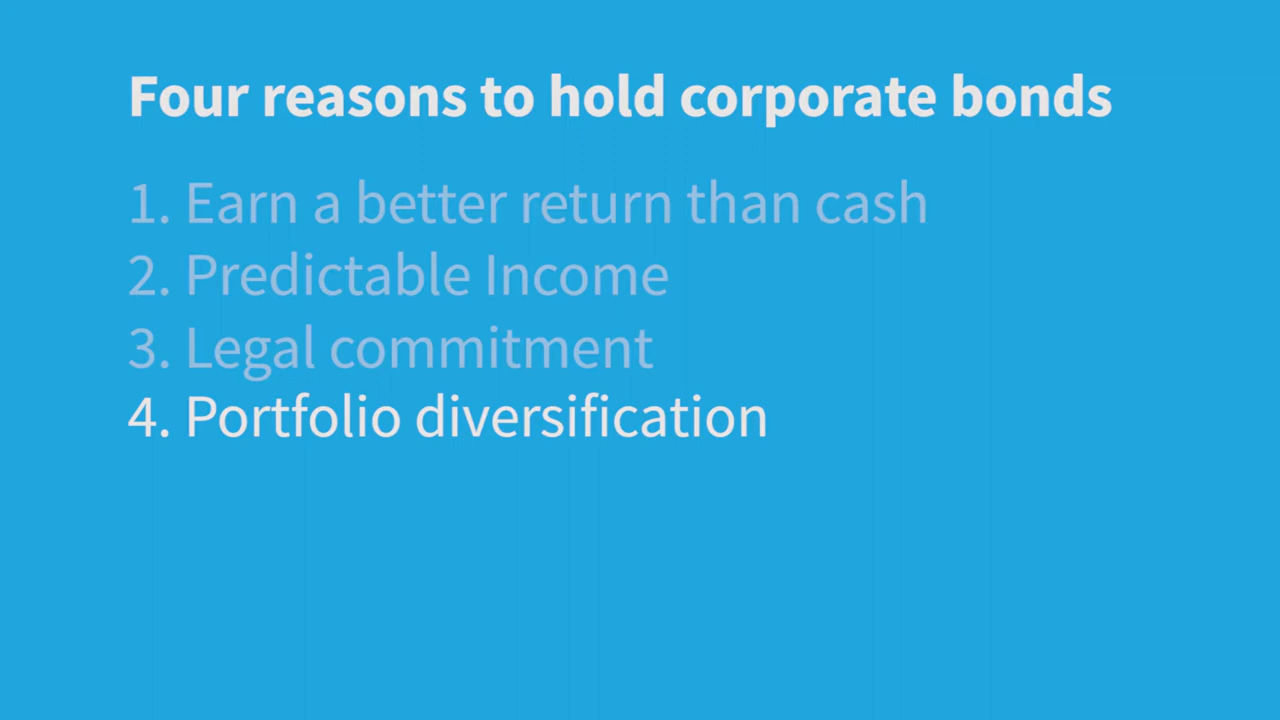 Four reasons to hold corporate bonds
1. Earn a better return than cash
2. Predictable Income
3. Legal commitment
4. Portfolio diversification